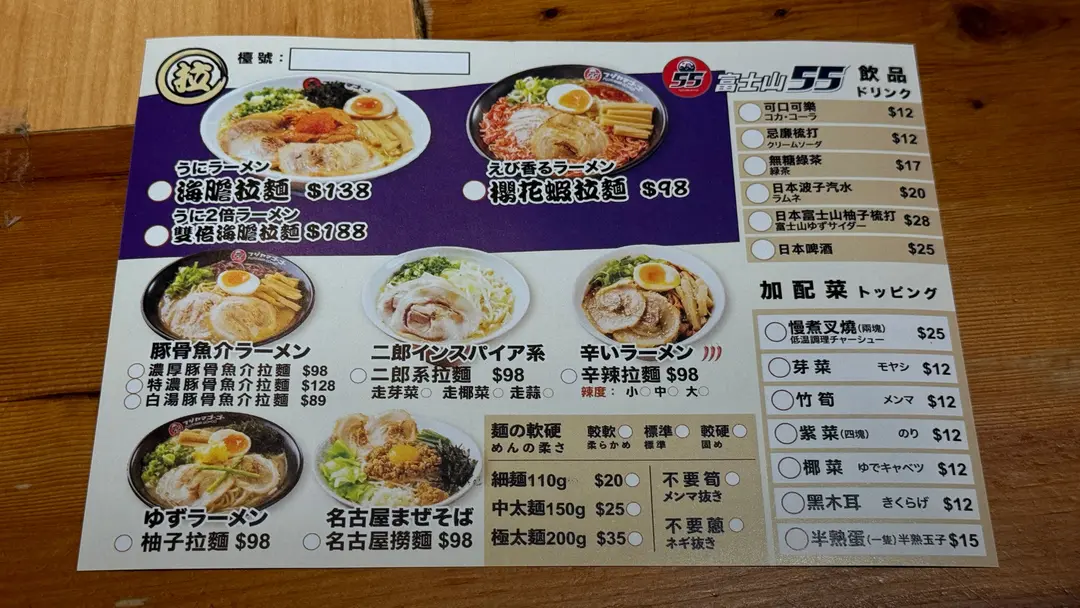 拉
檯號：
うにラーメン
海膽拉麵 $138
うに2倍ラーメン
雙倍海膽拉麵 $188
えび香るラーメン
櫻花蝦拉麵 $98
豚骨魚介ラーメン
濃厚豚骨魚介拉麵 $98
特濃豚骨魚介拉麵 $128
白湯豚骨魚介拉麵 $89
二郎インスパイア系
二郎系拉麵 $98
走芽菜 走椰菜 走蒜
辛いラーメン
辛辣拉麵 $98
辣度： 小 中 大
ゆずラーメン
柚子拉麵 $98
名古屋まぜそば
名古屋撈麵 $98
麺の軟硬 較軟 標準 較硬
めんの柔さ 柔らかめ 標準 固め
細麵110g $20
中太麵150g $25
極太麵200g $35
不要筍
メンマ抜き
不要蔥
ネギ抜き
55 富士山55
飲品
ドリンク
可口可樂 $12
コカ・コーラ
忌廉梳打 $12
クリームソーダ
無糖綠茶 $17
緑茶
日本波子汽水 $20
ラムネ
日本富士山柚子梳打 $28
富士山ゆずサイダー
日本啤酒 $25
加配菜 トッピング
慢煮叉燒(兩塊) $25
低温調理チャーシュー
芽菜 モヤシ $12
竹筍 メンマ $12
紫菜(四塊) のり $12
椰菜 ゆでキャベツ $12
黑木耳 きくらげ $12
半熟蛋(一隻)半熟玉子 $15